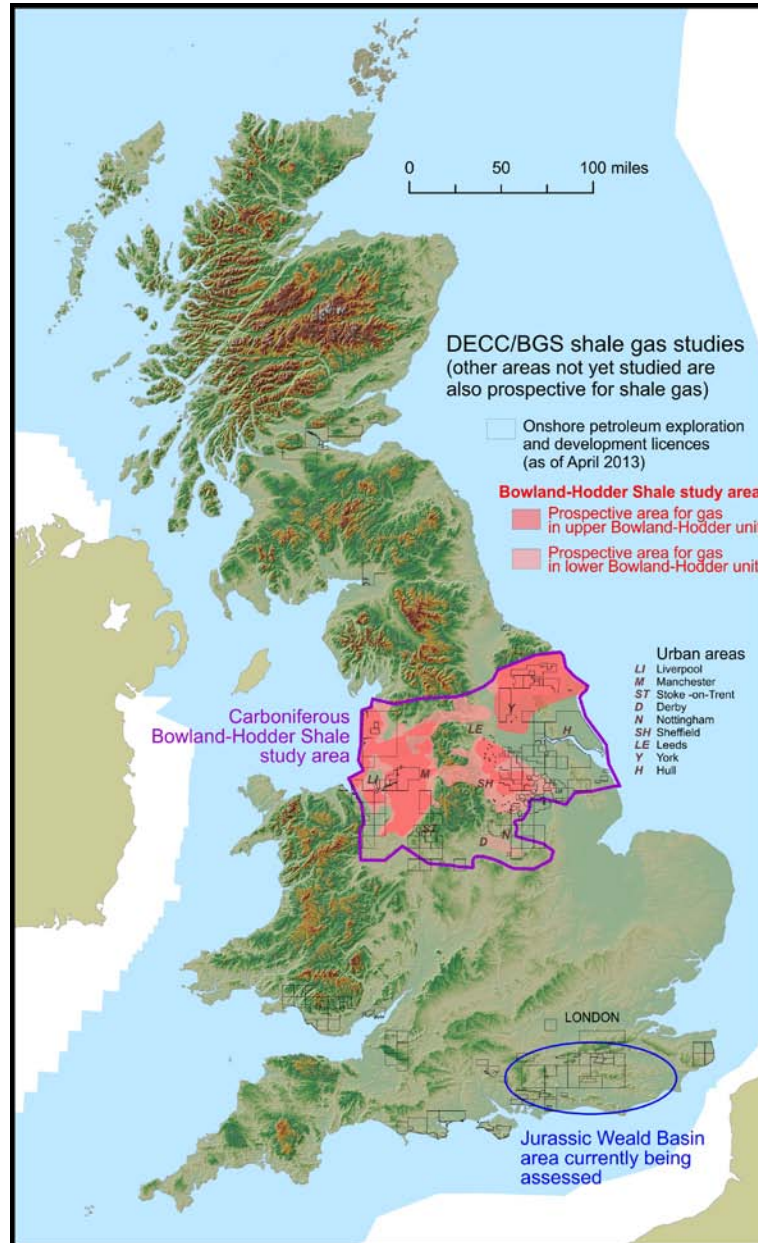 0 50 100 miles
DECC/BGS shale gas studies
(other areas not yet studied are
also prospective for shale gas)
Onshore petroleum exploration
and development licences
(as of April 2013)
Bowland-Hodder Shale study area
Prospective area for gas
in upper Bowland-Hodder unit
Prospective area for gas
in lower Bowland-Hodder unit
Urban areas
LI Liverpool
M Manchester
ST Stoke -on-Trent
D Derby
N Nottingham
SH Sheffield
LE Leeds
Y York
H Hull
Carboniferous
Bowland-Hodder Shale
study area
Y
LE
H
LI
M
SH
ST
D
N
LONDON
Jurassic Weald Basin
area currently being
assessed